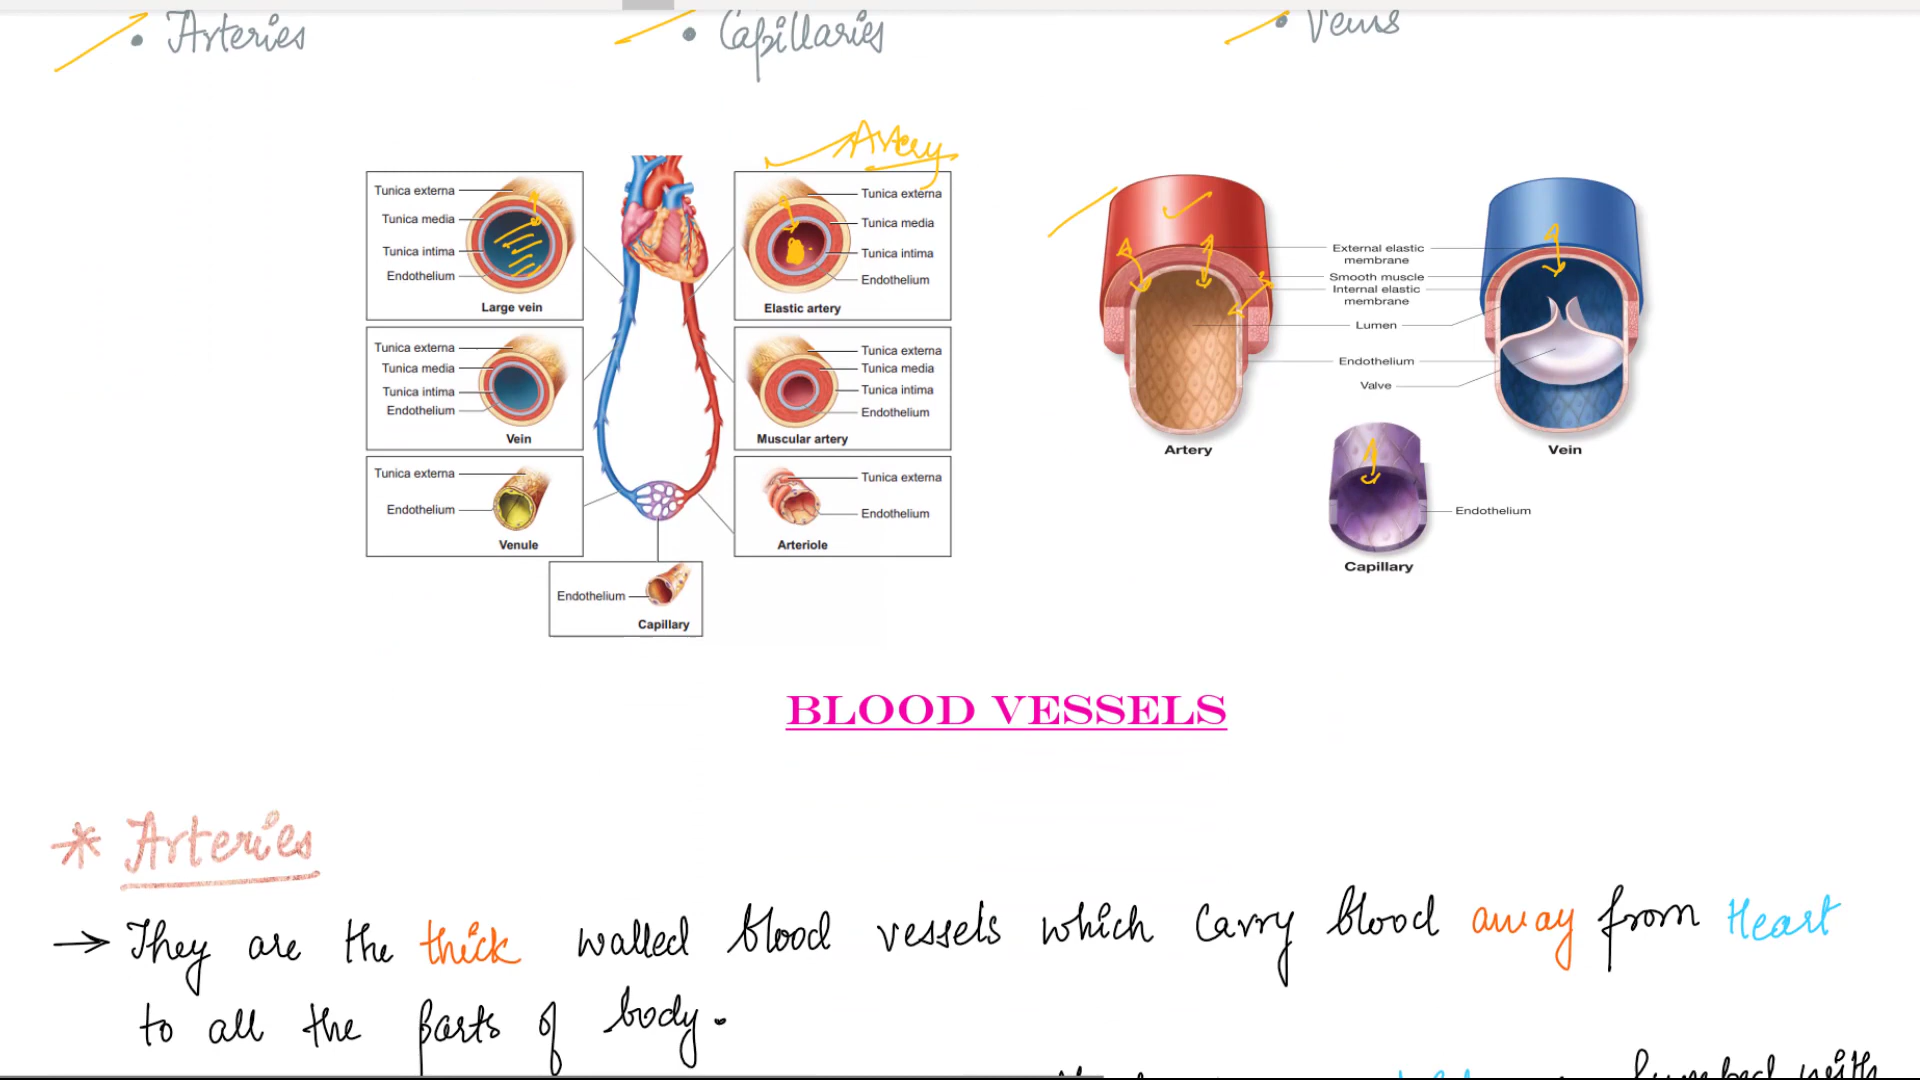 • Arteries
• Capillaries
• Veins
Artery
Tunica externa
Tunica media
Tunica intima
Endothelium
Large vein
Tunica externa
Tunica media
Tunica intima
Endothelium
Elastic artery
Tunica externa
Tunica media
Tunica intima
Endothelium
Vein
Tunica externa
Tunica media
Tunica intima
Endothelium
Muscular artery
Tunica externa
Endothelium
Venule
Tunica externa
Endothelium
Arteriole
Endothelium
Capillary
External elastic
membrane
Smooth muscle
Internal elastic
membrane
Lumen
Endothelium
Valve
Artery
Vein
Endothelium
Capillary
BLOOD VESSELS
* Arteries
→ They are the thick walled blood vessels which carry blood away from Heart
to all the parts of body.
with